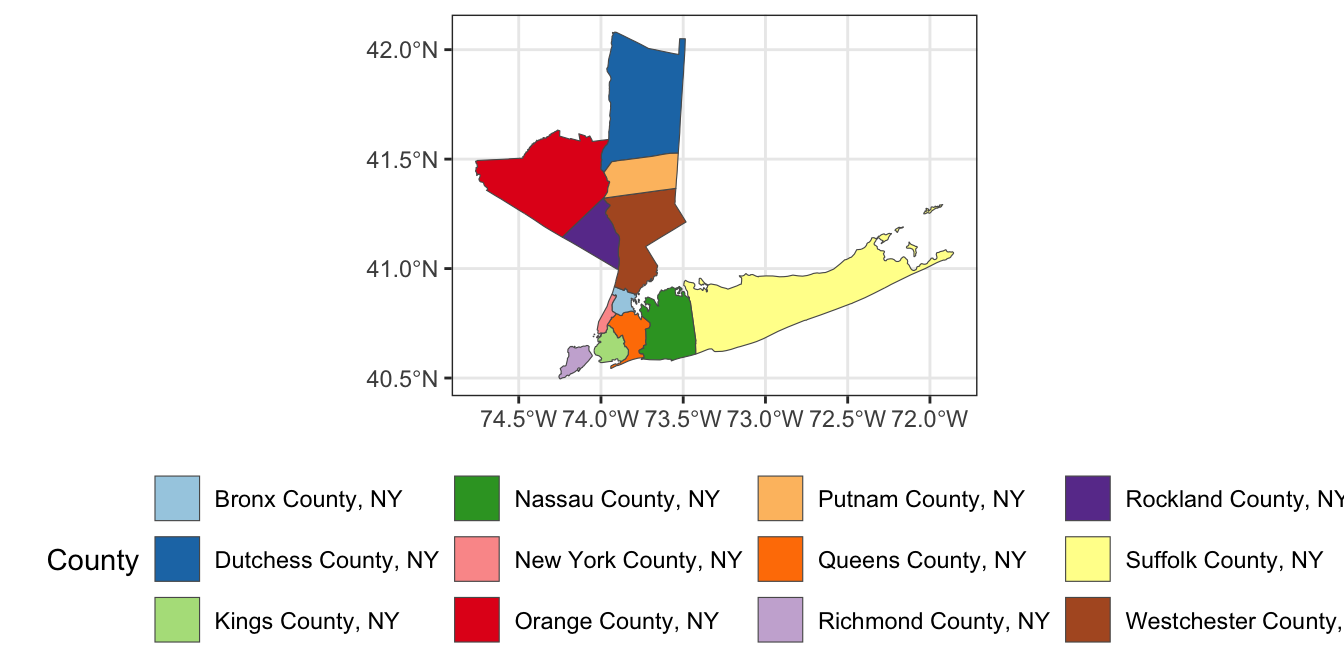 42.0°N
41.5°N
41.0°N
40.5°N
74.5°W 74.0°W 73.5°W 73.0°W 72.5°W 72.0°W
County
Bronx County, NY
Dutchess County, NY
Kings County, NY
Nassau County, NY
New York County, NY
Orange County, NY
Putnam County, NY
Queens County, NY
Richmond County, NY
Rockland County, NY
Suffolk County, NY
Westchester County,